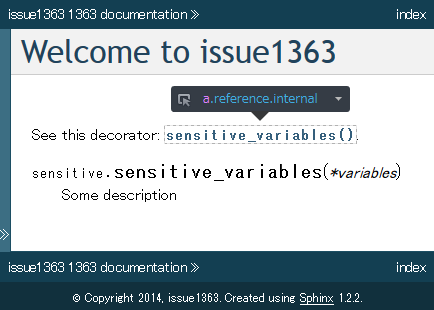 issue1363 1363 documentation »
index
Welcome to issue1363
a.reference.internal
See this decorator: sensitive_variables().
sensitive.sensitive_variables(*variables)
Some description
»
issue1363 1363 documentation »
index
© Copyright 2014, issue1363. Created using Sphinx 1.2.2.